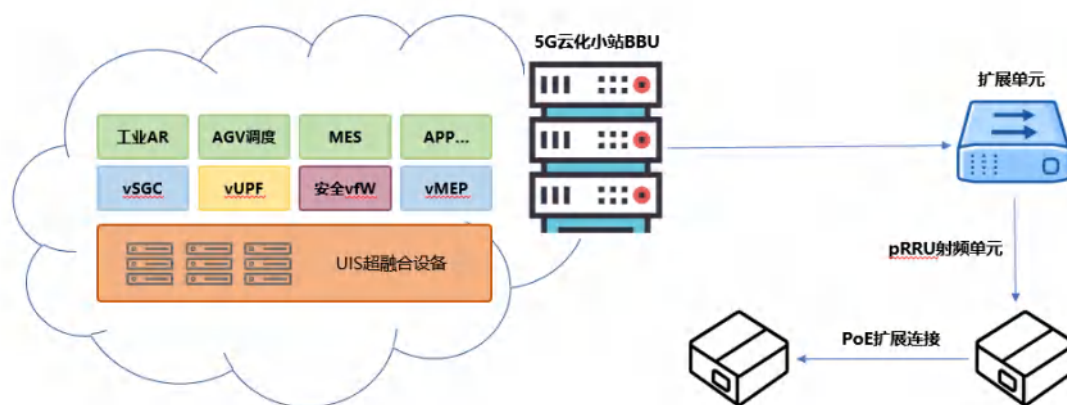 5G云化小站BBU
扩展单元
工业AR
AGV调度
MES
APP...
vSGC
vUPF
安全vfW
vMEP
UIS超融合设备
pRRU射频单元
PoE扩展连接